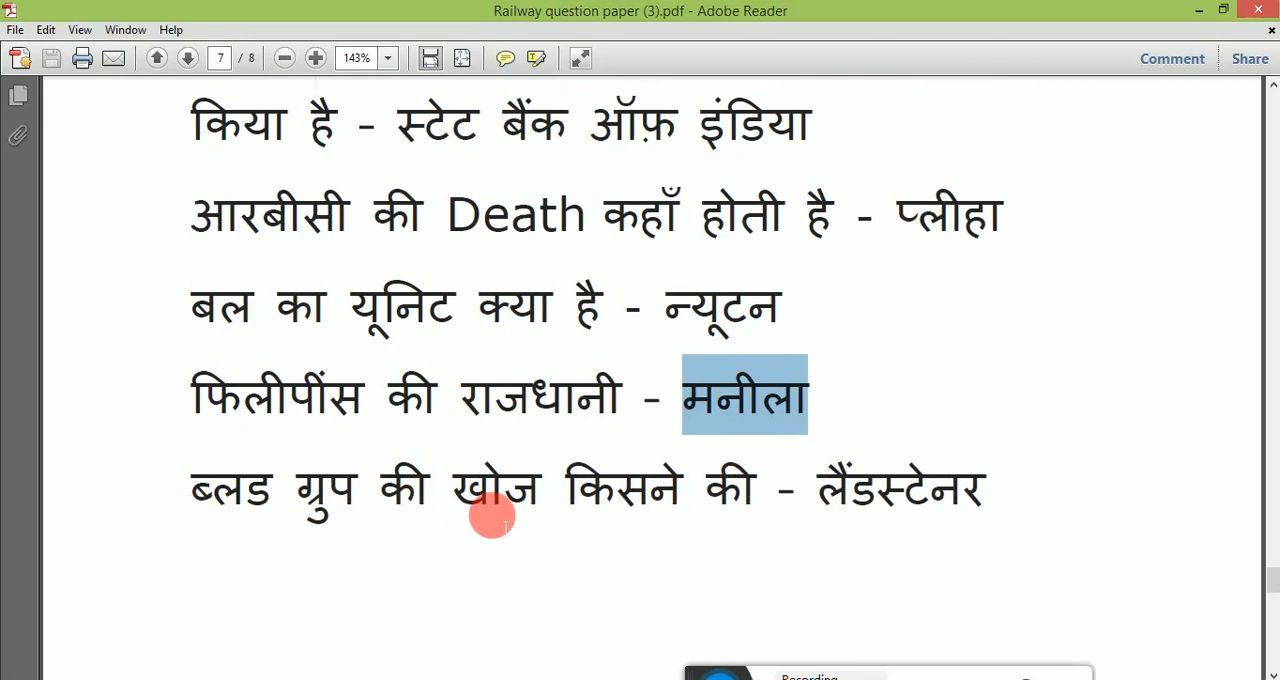 Railway question paper (3).pdf - Adobe Reader
File Edit View Window Help
7 / 8 143% Comment Share
किया है - स्टेट बैंक ऑफ़ इंडिया
आरबीसी की Death कहाँ होती है - प्लीहा
बल का यूनिट क्या है - न्यूटन
फिलीपींस की राजधानी - मनीला
ब्लड ग्रुप की खोज किसने की - लैंडस्टेनर
Recording